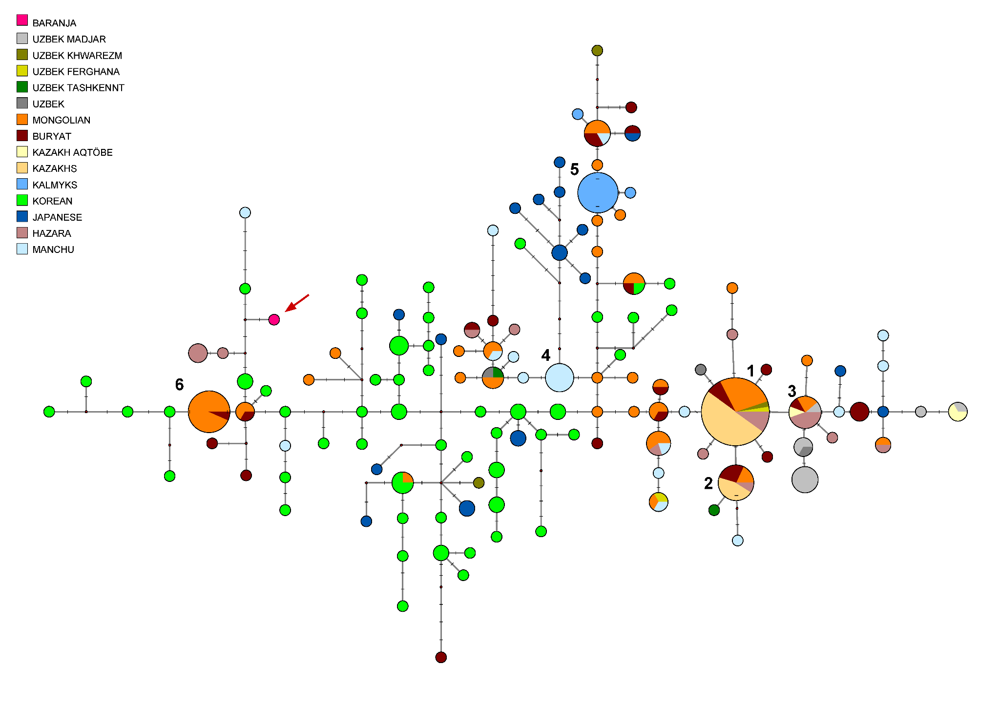 BARANJA
UZBEK MADJAR
UZBEK KHWAREZM
UZBEK FERGHANA
UZBEK TASHKENNT
UZBEK
MONGOLIAN
BURYAT
KAZAKH AQTÖBE
KAZAKHS
KALMYKS
KOREAN
JAPANESE
HAZARA
MANCHU
5
4
1
6
3
2